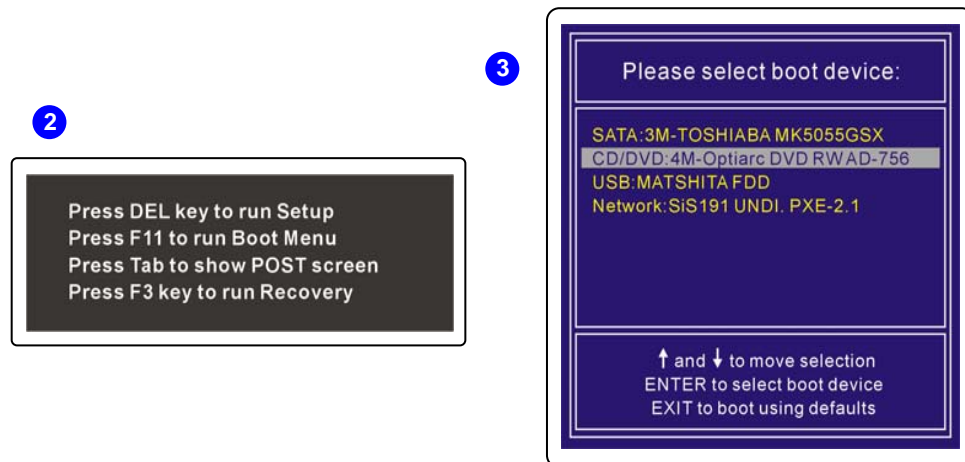 2
Press DEL key to run Setup
Press F11 to run Boot Menu
Press Tab to show POST screen
Press F3 key to run Recovery
3
Please select boot device:
SATA:3M-TOSHIABA MK5055GSX
CD/DVD:4M-Optiarc DVD RW AD-756
USB:MATSHITA FDD
Network:SiS191 UNDI. PXE-2.1
↑ and ↓ to move selection
ENTER to select boot device
EXIT to boot using defaults